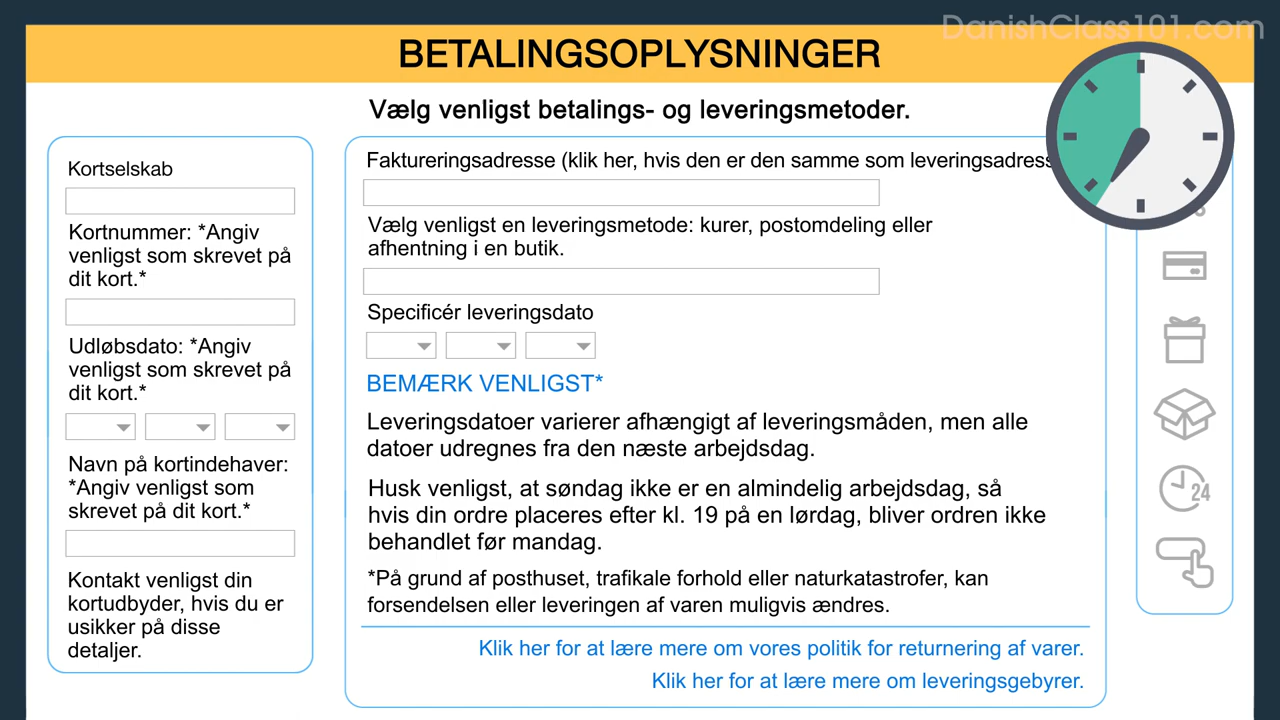 DanishClass101.com
BETALINGSOPLYSNINGER
Vælg venligst betalings- og leveringsmetoder.
Kortselskab
Kortnummer: *Angiv
venligst som skrevet på
dit kort.*
Udløbsdato: *Angiv
venligst som skrevet på
dit kort.*
Navn på kortindehaver:
*Angiv venligst som
skrevet på dit kort.*
Kontakt venligst din
kortudbyder, hvis du er
usikker på disse
detaljer.
Faktureringsadresse (klik her, hvis den er den samme som leveringsadress
Vælg venligst en leveringsmetode: kurer, postomdeling eller
afhentning i en butik.
Specificér leveringsdato
BEMÆRK VENLIGST*
Leveringsdatoer varierer afhængigt af leveringsmåden, men alle
datoer udregnes fra den næste arbejdsdag.
Husk venligst, at søndag ikke er en almindelig arbejdsdag, så
hvis din ordre placeres efter kl. 19 på en lørdag, bliver ordren ikke
behandlet før mandag.
*På grund af posthuset, trafikale forhold eller naturkatastrofer, kan
forsendelsen eller leveringen af varen muligvis ændres.
Klik her for at lære mere om vores politik for returnering af varer.
Klik her for at lære mere om leveringsgebyrer.
24